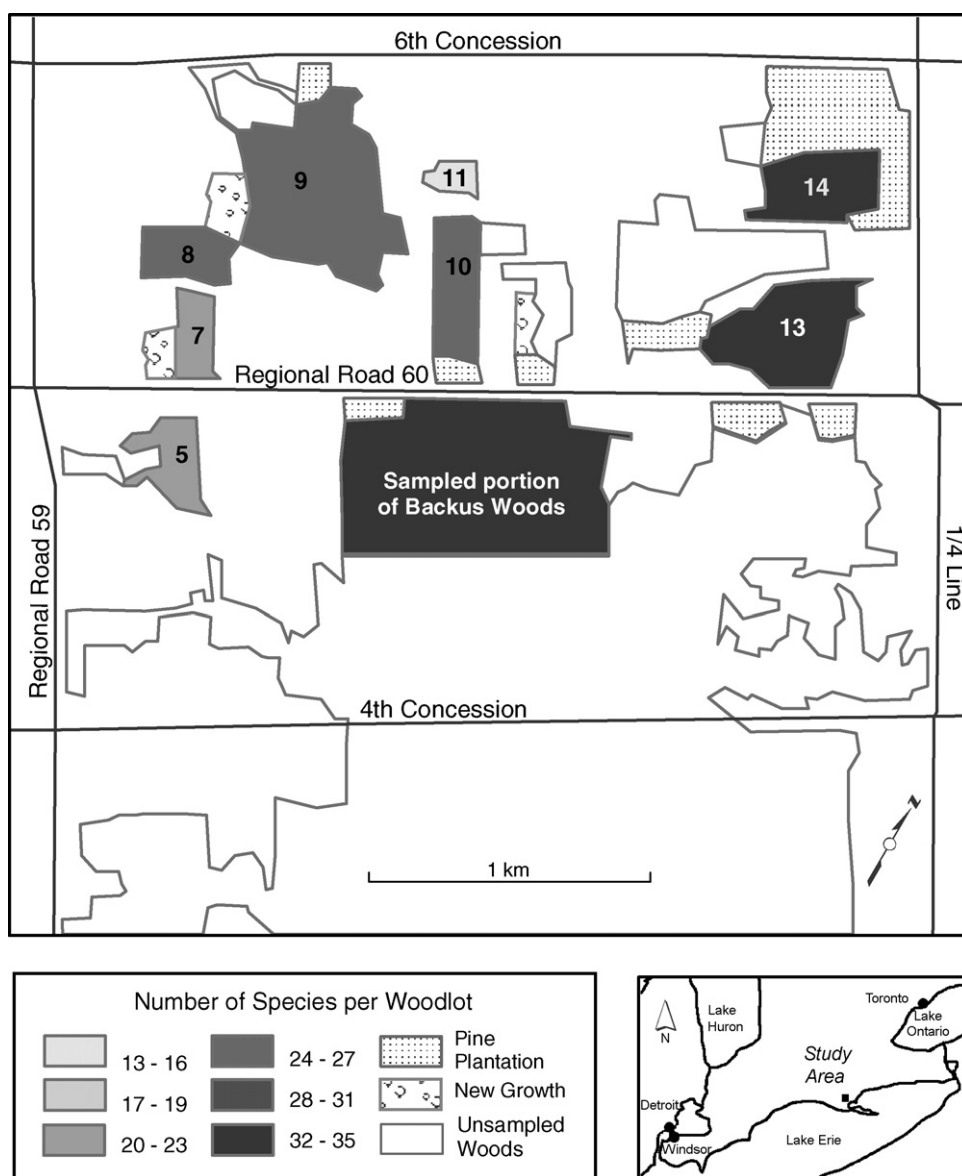 6th Concession
9
11
14
8
10
7
13
Regional Road 60
5
Sampled portion
of Backus Woods
Regional Road 59
1/4 Line
4th Concession
N
1 km
Number of Species per Woodlot
13 - 16
24 - 27
Pine
Plantation
17 - 19
28 - 31
New Growth
20 - 23
32 - 35
Unsampled
Woods
Lake
Huron
Toronto
Lake
Ontario
N
Study
Area
Detroit
Windsor
Lake Erie